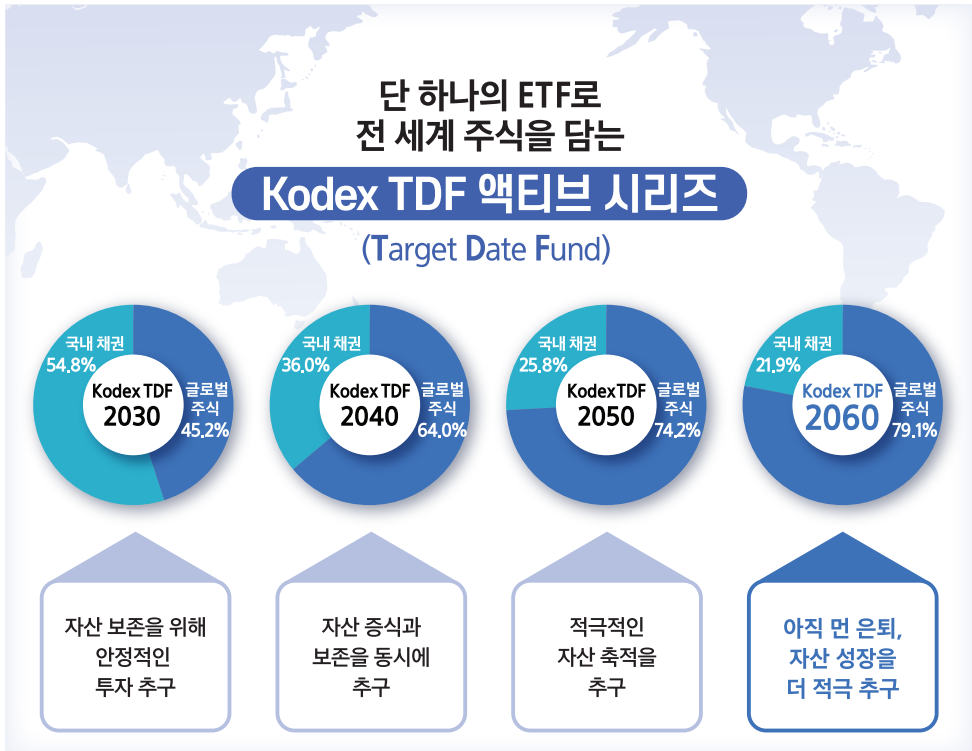 단 하나의 ETF로
전 세계 주식을 담는
Kodex TDF 액티브 시리즈
(Target Date Fund)
국내 채권
54.8%
Kodex TDF
2030
글로벌
주식
45.2%
국내 채권
36.0%
Kodex TDF
2040
글로벌
주식
64.0%
국내 채권
25.8%
Kodex TDF
2050
글로벌
주식
74.2%
국내 채권
21.9%
Kodex TDF
2060
글로벌
주식
79.1%
자산 보존을 위해
안정적인
투자 추구
자산 증식과
보존을 동시에
추구
적극적인
자산 축적을
추구
아직 먼 은퇴,
자산 성장을
더 적극 추구